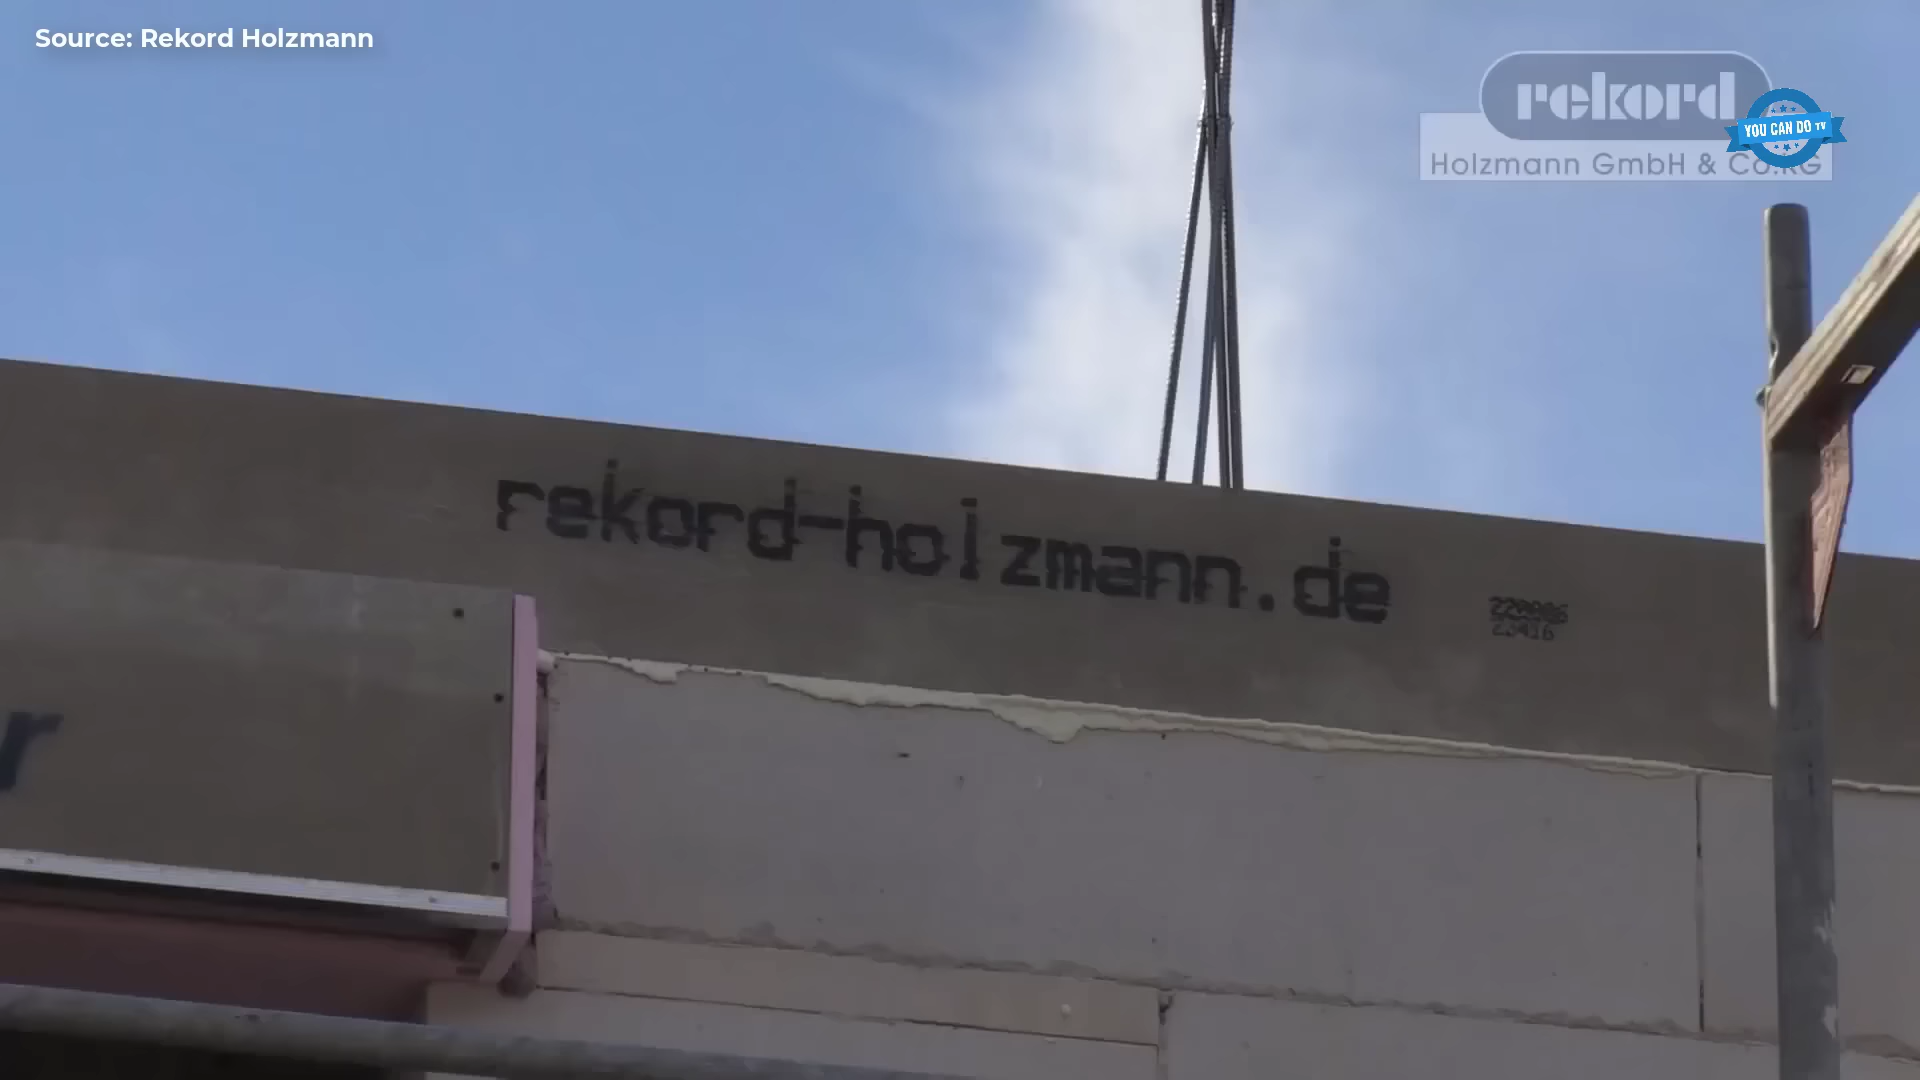 Source: Rekord Holzmann
rekord
YOU CAN DO TV
Holzmann GmbH & Co.KG
rekord-holzmann.de
r